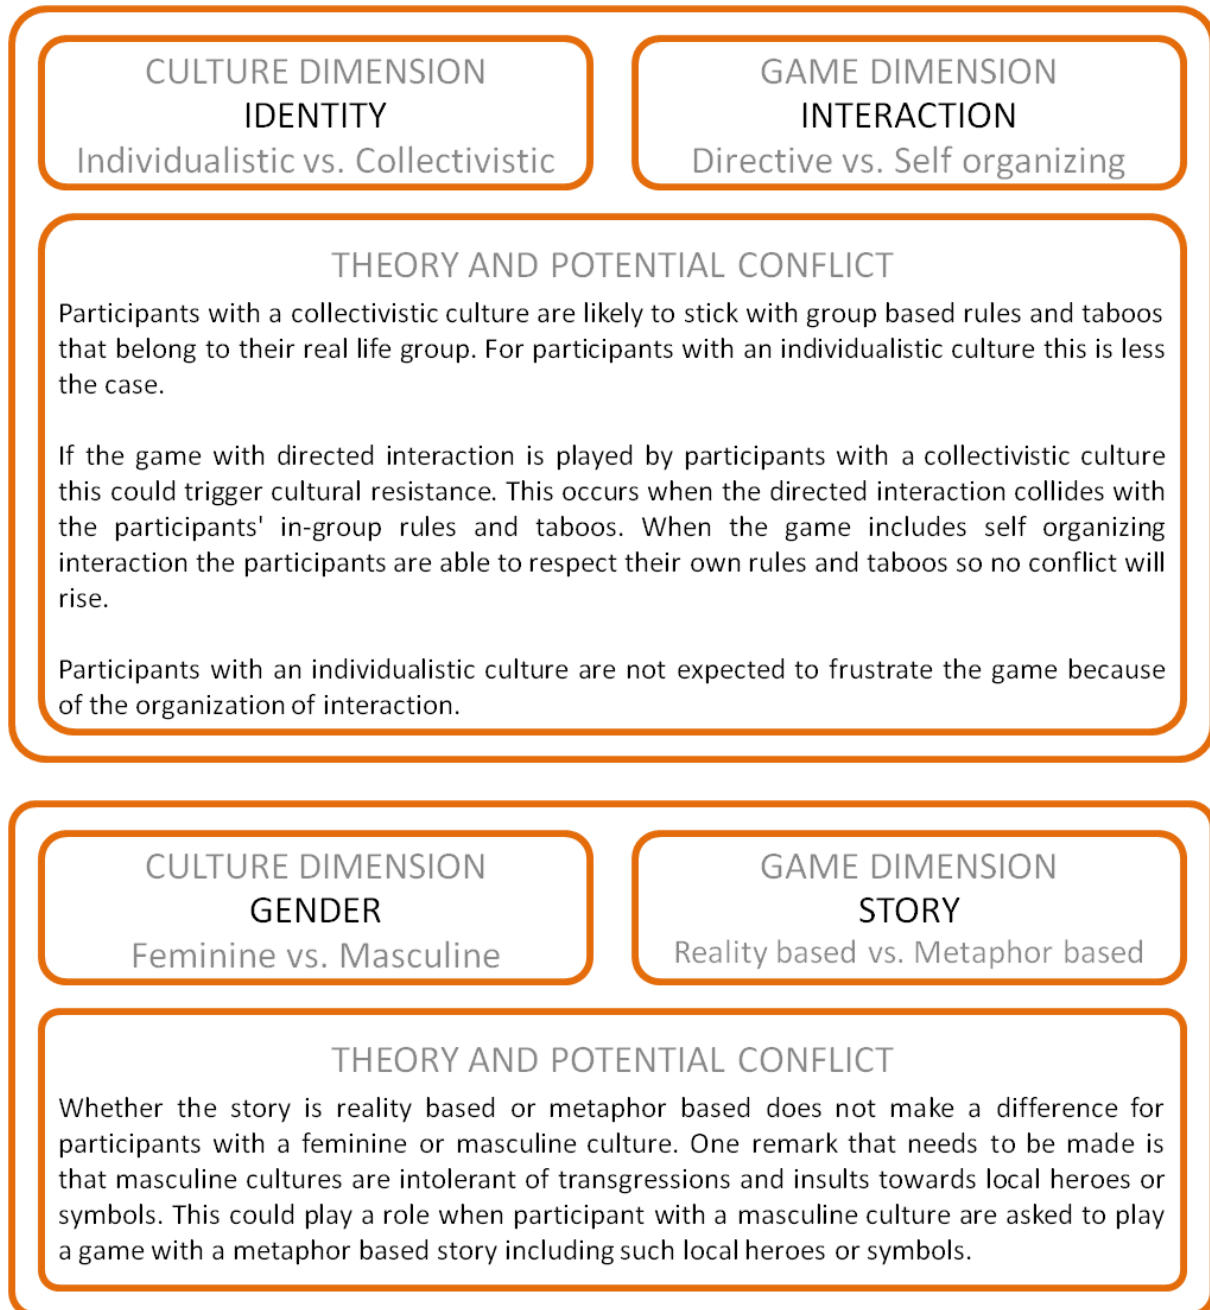 CULTURE DIMENSION
IDENTITY
Individualistic vs. Collectivistic
GAME DIMENSION
INTERACTION
Directive vs. Self organizing
THEORY AND POTENTIAL CONFLICT
Participants with a collectivistic culture are likely to stick with group based rules and taboos
that belong to their real life group. For participants with an individualistic culture this is less
the case.
If the game with directed interaction is played by participants with a collectivistic culture
this could trigger cultural resistance. This occurs when the directed interaction collides with
the participants' in-group rules and taboos. When the game includes self organizing
interaction the participants are able to respect their own rules and taboos so no conflict will
rise.
Participants with an individualistic culture are not expected to frustrate the game because
of the organization of interaction.
CULTURE DIMENSION
GENDER
Feminine vs. Masculine
GAME DIMENSION
STORY
Reality based vs. Metaphor based
THEORY AND POTENTIAL CONFLICT
Whether the story is reality based or metaphor based does not make a difference for
participants with a feminine or masculine culture. One remark that needs to be made is
that masculine cultures are intolerant of transgressions and insults towards local heroes or
symbols. This could play a role when participant with a masculine culture are asked to play
a game with a metaphor based story including such local heroes or symbols.